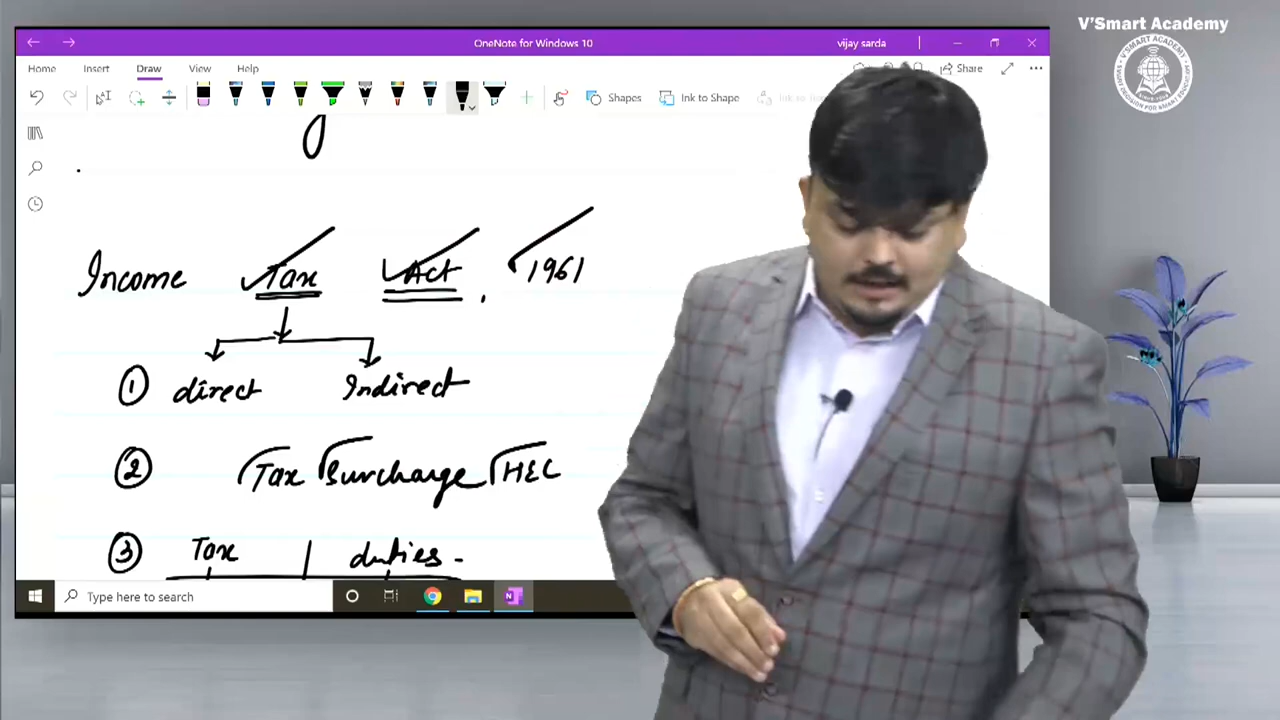 V'Smart Academy
OneNote for Windows 10
vijay sarda
Home Insert Draw View Help
Share
Shapes Ink to Shape
Income Tax Act, 1961
① direct Indirect
② Tax Surcharge HEC
③ Tax | duties -
Type here to search